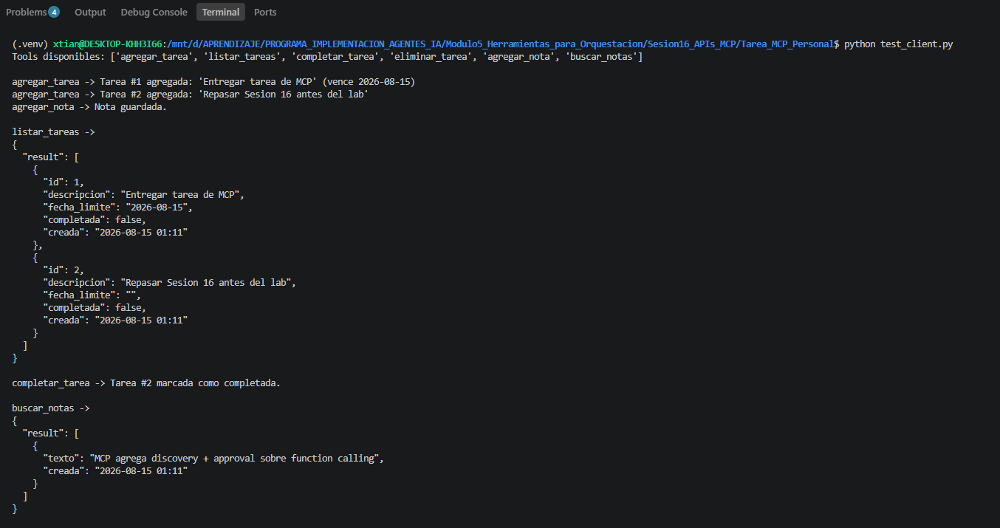 Problems 4 Output Debug Console Terminal Ports
(.venv) xtian@DESKTOP-KHH3I66:/mnt/d/APRENDIZAJE/PROGRAMA_IMPLEMENTACION_AGENTES_IA/Modulo5_Herramientas_para_Orquestacion/Sesion16_APIs_MCP/Tarea_MCP_Personal$ python test_client.py
Tools disponibles: ['agregar_tarea', 'listar_tareas', 'completar_tarea', 'eliminar_tarea', 'agregar_nota', 'buscar_notas']
agregar_tarea -> Tarea #1 agregada: 'Entregar tarea de MCP' (vence 2026-08-15)
agregar_tarea -> Tarea #2 agregada: 'Repasar Sesion 16 antes del lab'
agregar_nota -> Nota guardada.
listar_tareas ->
{
  "result": [
    {
      "id": 1,
      "descripcion": "Entregar tarea de MCP",
      "fecha_limite": "2026-08-15",
      "completada": false,
      "creada": "2026-08-15 01:11"
    },
    {
      "id": 2,
      "descripcion": "Repasar Sesion 16 antes del lab",
      "fecha_limite": "",
      "completada": false,
      "creada": "2026-08-15 01:11"
    }
  ]
}
completar_tarea -> Tarea #2 marcada como completada.
buscar_notas ->
{
  "result": [
    {
      "texto": "MCP agrega discovery + approval sobre function calling",
      "creada": "2026-08-15 01:11"
    }
  ]
}